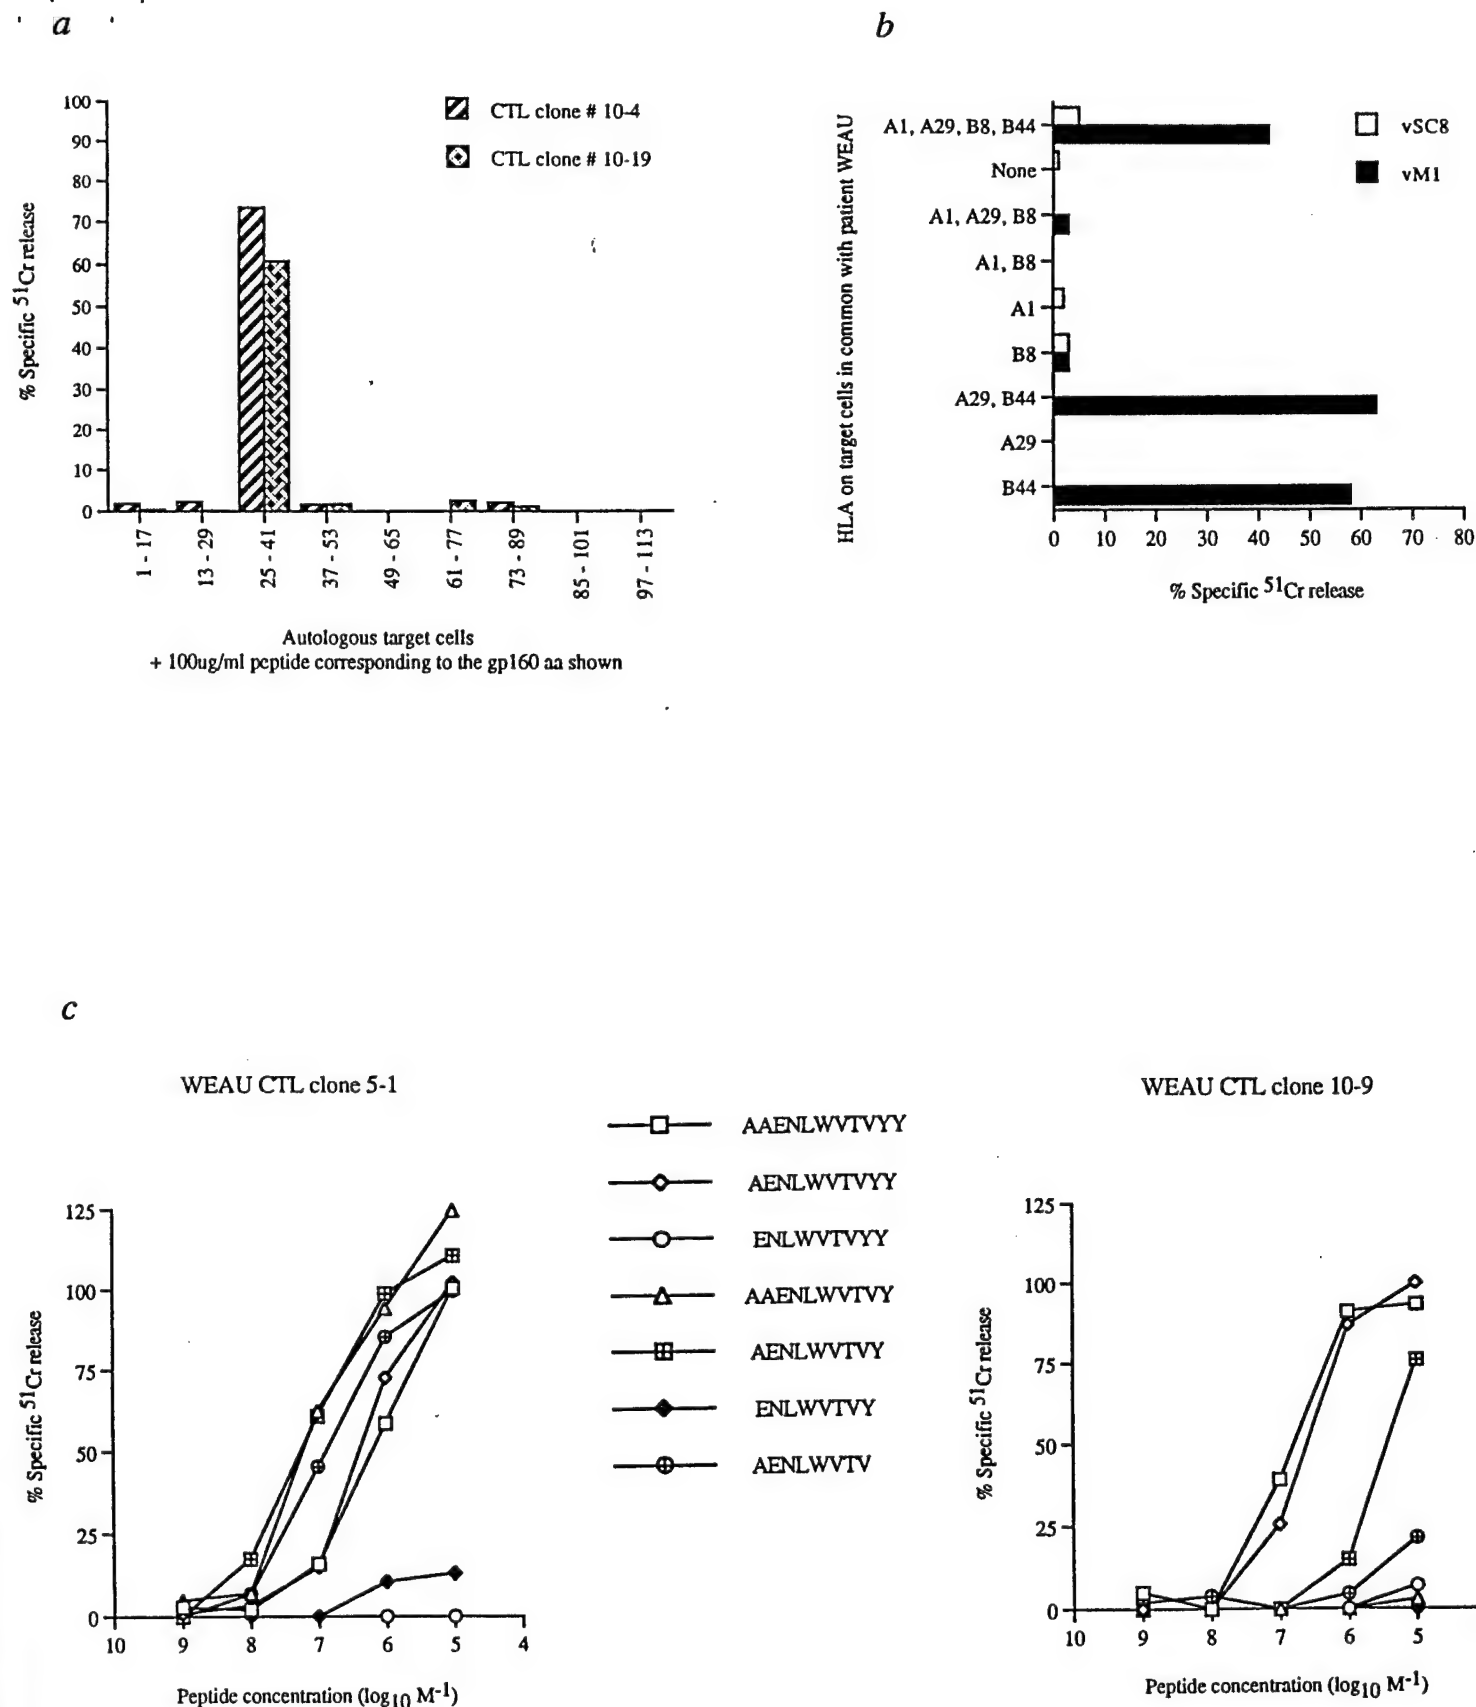 a
100
90
80
70
60
50
40
30
20
10
0
% Specific 51Cr release
CTL clone # 10-4
CTL clone # 10-19
1 - 17
13 - 29
25 - 41
37 - 53
49 - 65
61 - 77
73 - 89
85 - 101
97 - 113
Autologous target cells
+ 100ug/ml peptide corresponding to the gp160 aa shown
b
HLA on target cells in common with patient WEAU
A1, A29, B8, B44
None
A1, A29, B8
A1, B8
A1
B8
A29, B44
A29
B44
vSC8
vM1
0 10 20 30 40 50 60 70 80
% Specific 51Cr release
c
WEAU CTL clone 5-1
125
100
75
50
25
0
% Specific 51Cr release
10 9 8 7 6 5 4
Peptide concentration (log10 M-1)
AAENLWVTVYY
AENLWVTVYY
ENLWVTVYY
AAENLWVTVY
AENLWVTVY
ENLWVTVY
AENLWVTV
WEAU CTL clone 10-9
125
100
75
50
25
0
% Specific 51Cr release
10 9 8 7 6 5
Peptide concentration (log10 M-1)